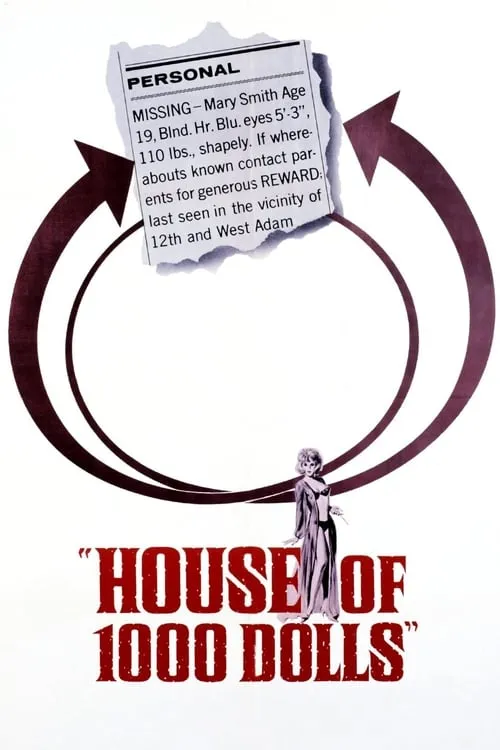 PERSONAL
MISSING—Mary Smith Age
19, Blnd. Hr. Blu. eyes 5'-3",
110 lbs., shapely. If where-
abouts known contact par-
ents for generous REWARD:
last seen in the vicinity of
12th and West Adam
"HOUSE OF
1000 DOLLS"